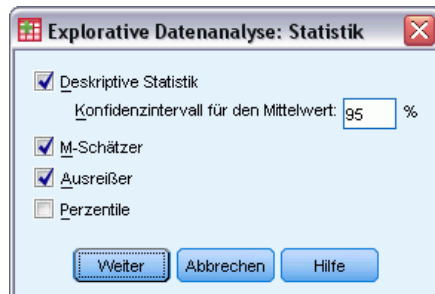 Explorative Datenanalyse: Statistik
Deskriptive Statistik
Konfidenzintervall für den Mittelwert: 95 %
M-Schätzer
Ausreißer
Perzentile
Weiter Abbrechen Hilfe